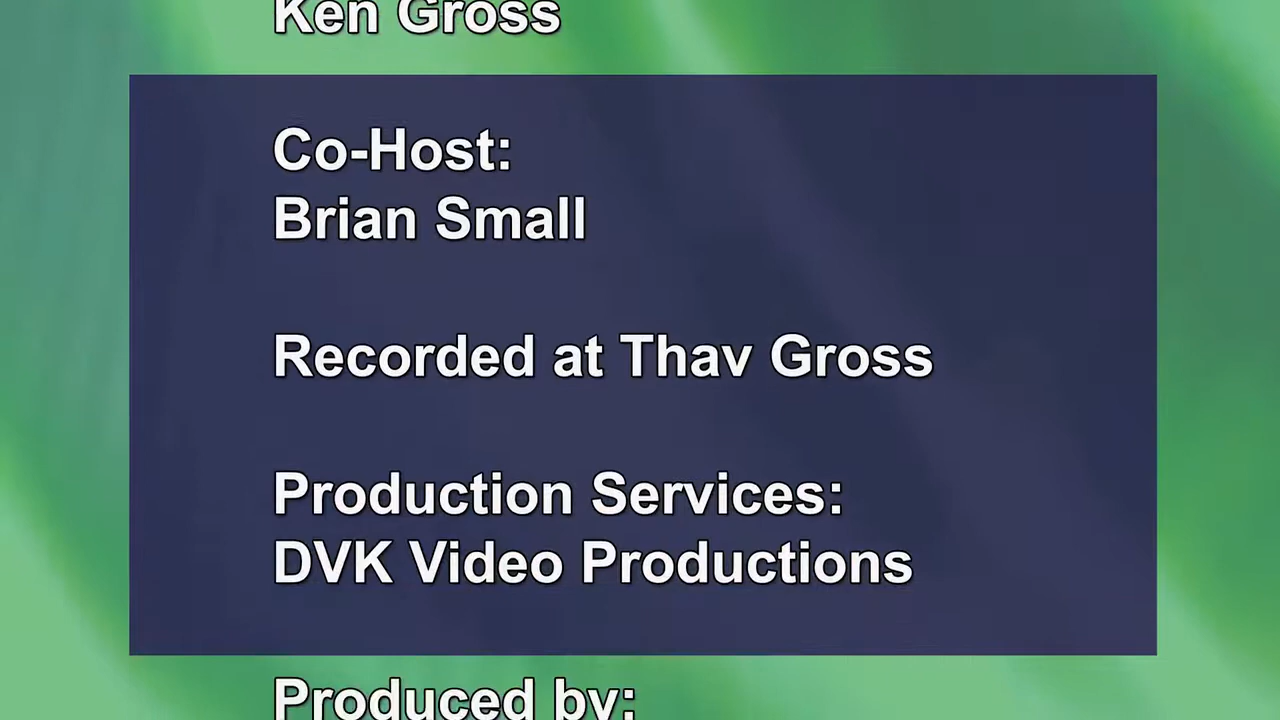 Ken Gross
Co-Host:
Brian Small
Recorded at Thav Gross
Production Services:
DVK Video Productions
Produced by: